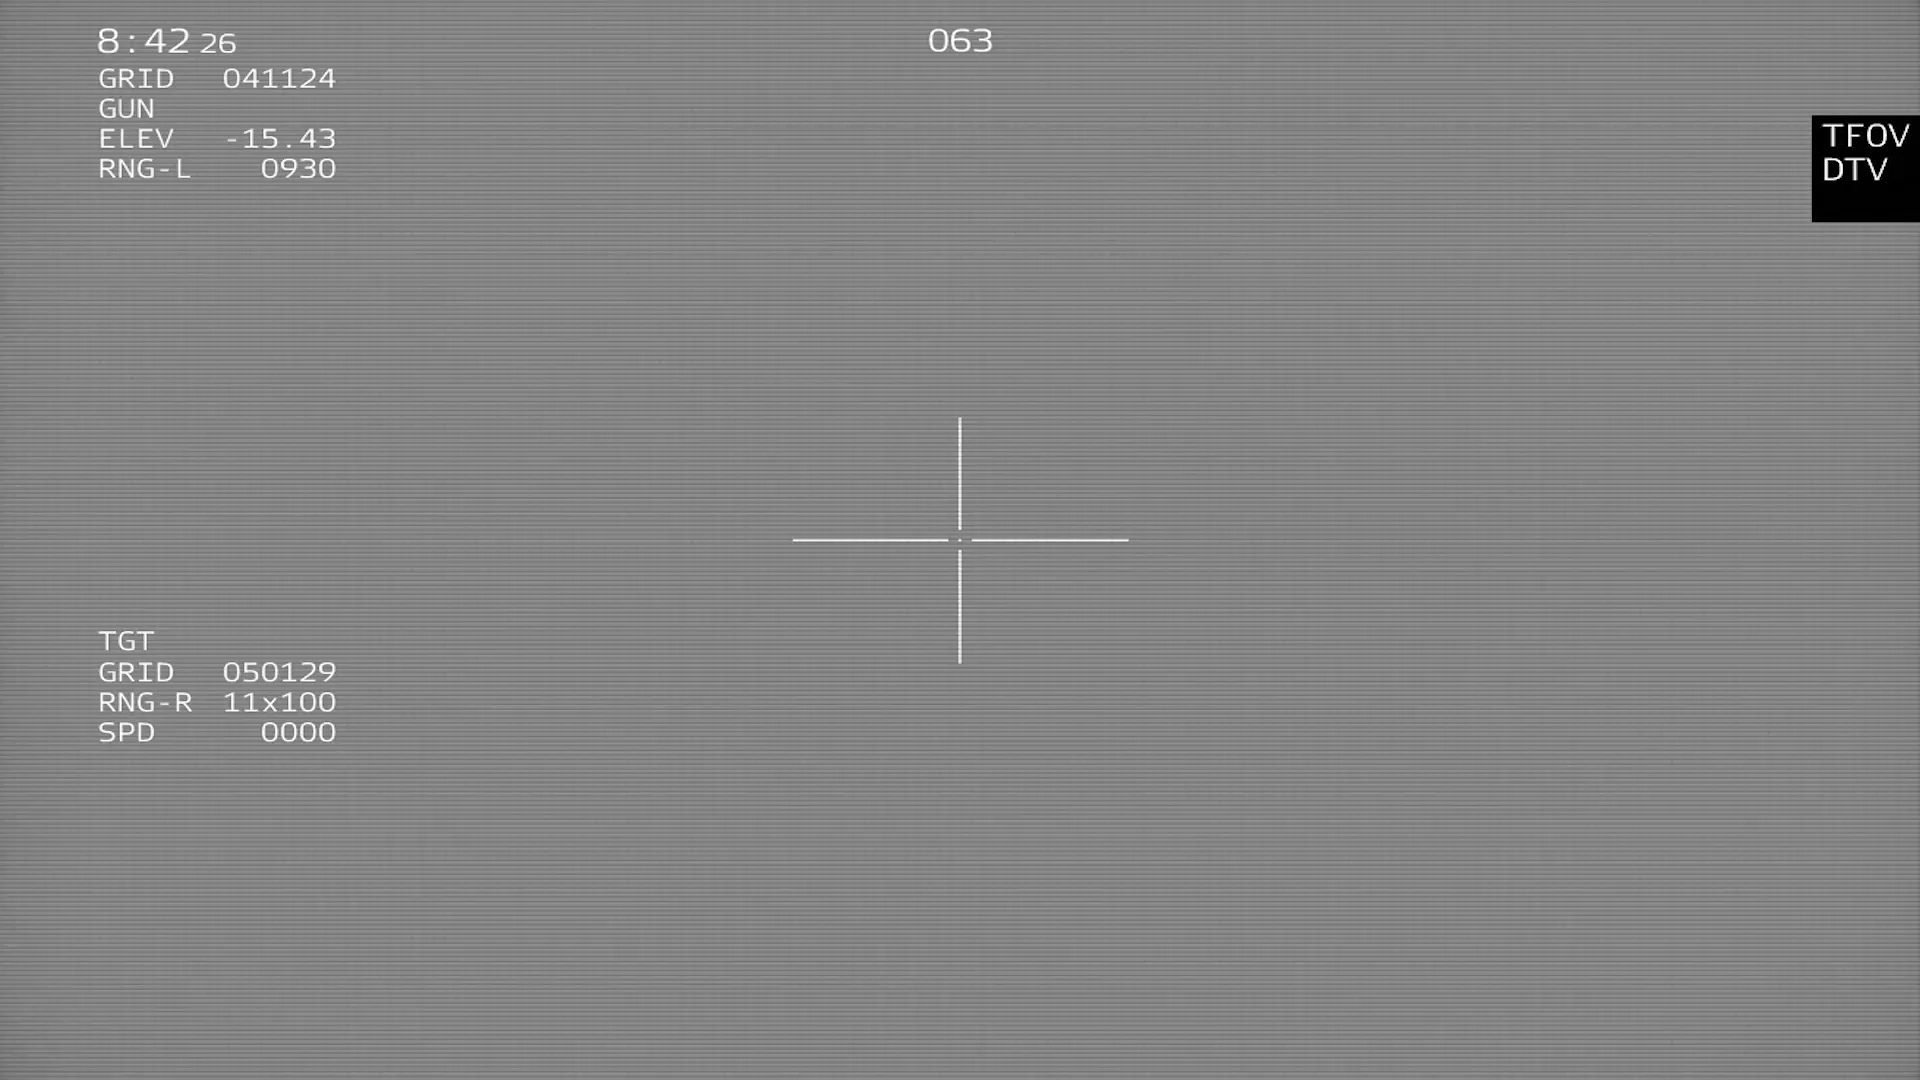 8:42 26
063
GRID 041124
GUN
ELEV -15.43
RNG-L 0930
TFOV
DTV
TGT
GRID 050129
RNG-R 11x100
SPD 0000